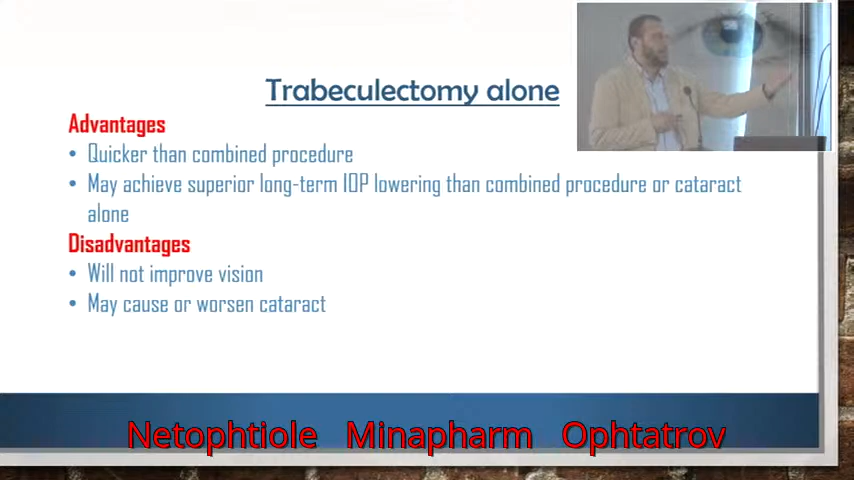 Trabeculectomy alone
Advantages
• Quicker than combined procedure
• May achieve superior long-term IOP lowering than combined procedure or cataract
alone
Disadvantages
• Will not improve vision
• May cause or worsen cataract
Netophtiole Minapharm Ophtatrov